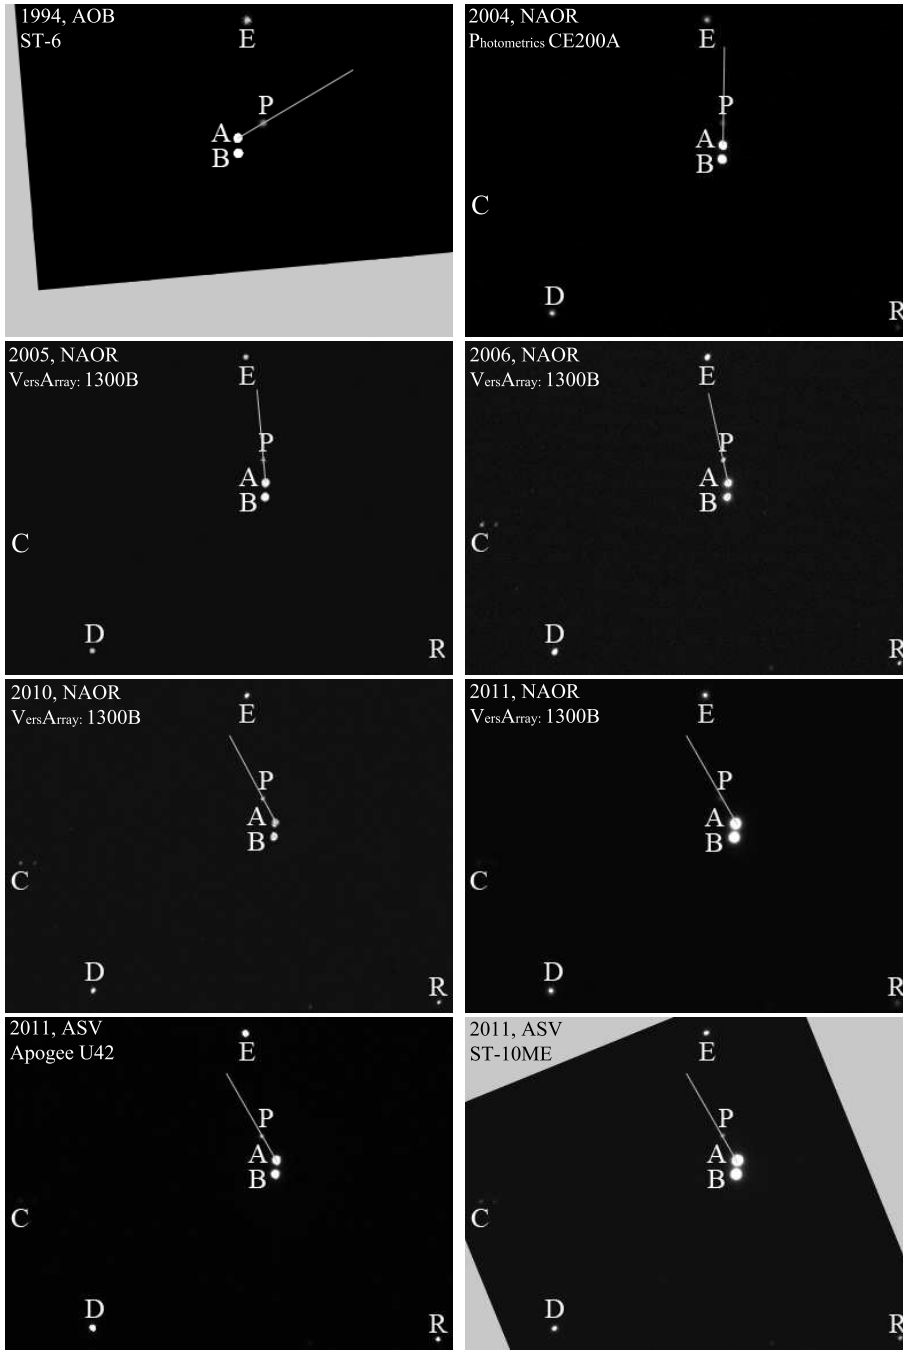 1994, AOB
ST-6
E
P
A
B
2004, NAOR
Photometrics CE200A
E
P
A
B
C
D
R
2005, NAOR
VersArray: 1300B
E
P
A
B
C
D
R
2006, NAOR
VersArray: 1300B
E
P
A
B
C
D
R
2010, NAOR
VersArray: 1300B
E
P
A
B
C
D
R
2011, NAOR
VersArray: 1300B
E
P
A
B
C
D
R
2011, ASV
Apogee U42
E
P
A
B
C
D
R
2011, ASV
ST-10ME
E
P
A
B
C
D
R